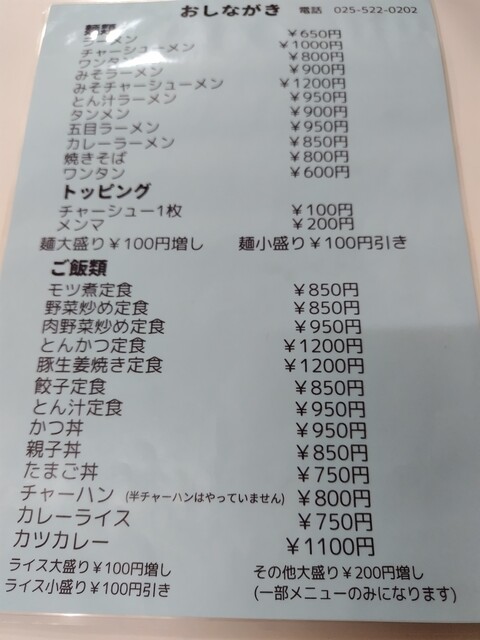 おしながき 電話 025-522-0202
麺類
ラーメン ￥650円
チャーシューメン ￥1000円
ワンタンメン ￥800円
みそラーメン ￥900円
みそチャーシューメン ￥1200円
とん汁ラーメン ￥950円
タンメン ￥900円
五目ラーメン ￥950円
カレーラーメン ￥850円
焼きそば ￥800円
ワンタン ￥600円
トッピング
チャーシュー1枚 ￥100円
メンマ ￥200円
麺大盛り￥100円増し 麺小盛り￥100円引き
ご飯類
モツ煮定食 ￥850円
野菜炒め定食 ￥850円
肉野菜炒め定食 ￥950円
とんかつ定食 ￥1200円
豚生姜焼き定食 ￥1200円
餃子定食 ￥850円
とん汁定食 ￥950円
かつ丼 ￥950円
親子丼 ￥850円
たまご丼 ￥750円
チャーハン (半チャーハンはやっていません) ￥800円
カレーライス ￥750円
カツカレー ￥1100円
ライス大盛り￥100円増し その他大盛り￥200円増し
ライス小盛り￥100円引き (一部メニューのみになります)